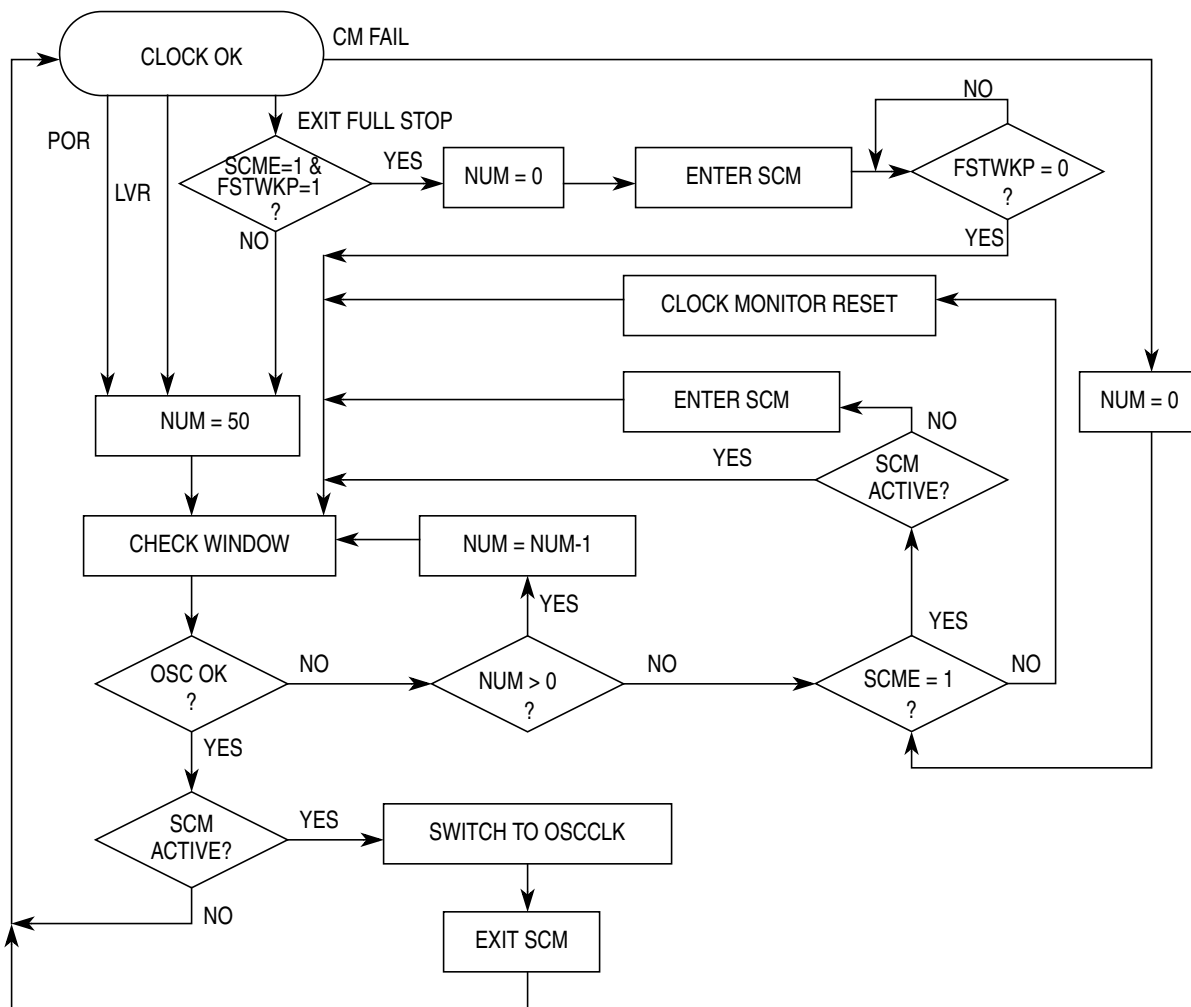 CLOCK OK
CM FAIL
POR
LVR
EXIT FULL STOP
SCME=1 &
FSTWKP=1
?
YES
NO
NUM = 0
ENTER SCM
NO
FSTWKP = 0
?
YES
CLOCK MONITOR RESET
NUM = 50
ENTER SCM
NUM = 0
NO
YES
SCM
ACTIVE?
CHECK WINDOW
NUM = NUM-1
YES
YES
OSC OK
?
NO
NUM > 0
?
NO
SCME = 1
?
NO
YES
SCM
ACTIVE?
YES
SWITCH TO OSCCLK
NO
EXIT SCM